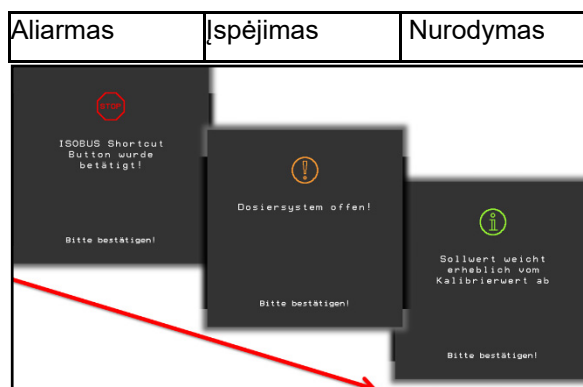 Aliarmas
Įspėjimas
Nurodymas
STOP
ISOBUS Shortcut
Button wurde
betätigt!
Bitte bestätigen!
Dosiersystem offen!
Bitte bestätigen!
Sollwert weicht
erheblich vom
Kalibrierwert ab
Bitte bestätigen!